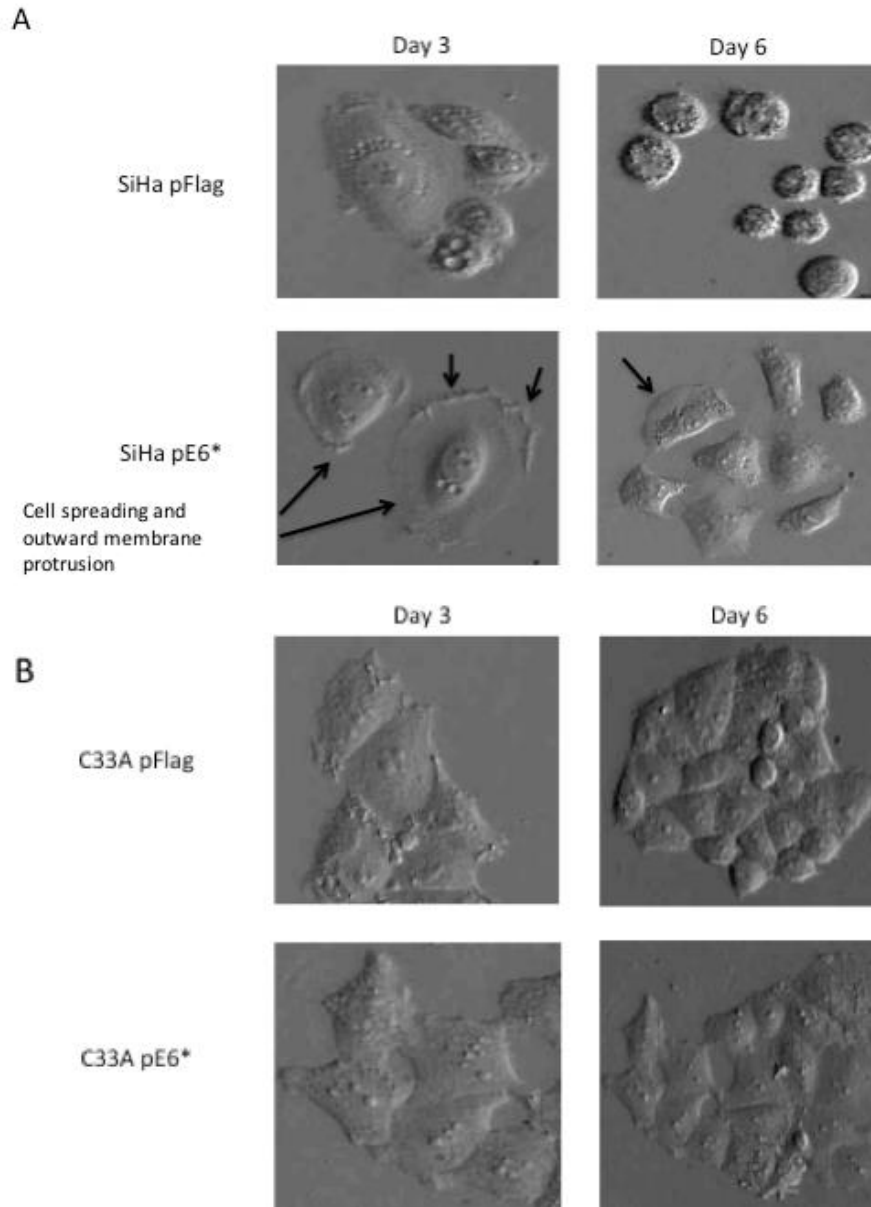 A
Day 3
Day 6
SiHa pFlag
SiHa pE6*
Cell spreading and
outward membrane
protrusion
Day 3
Day 6
B
C33A pFlag
C33A pE6*